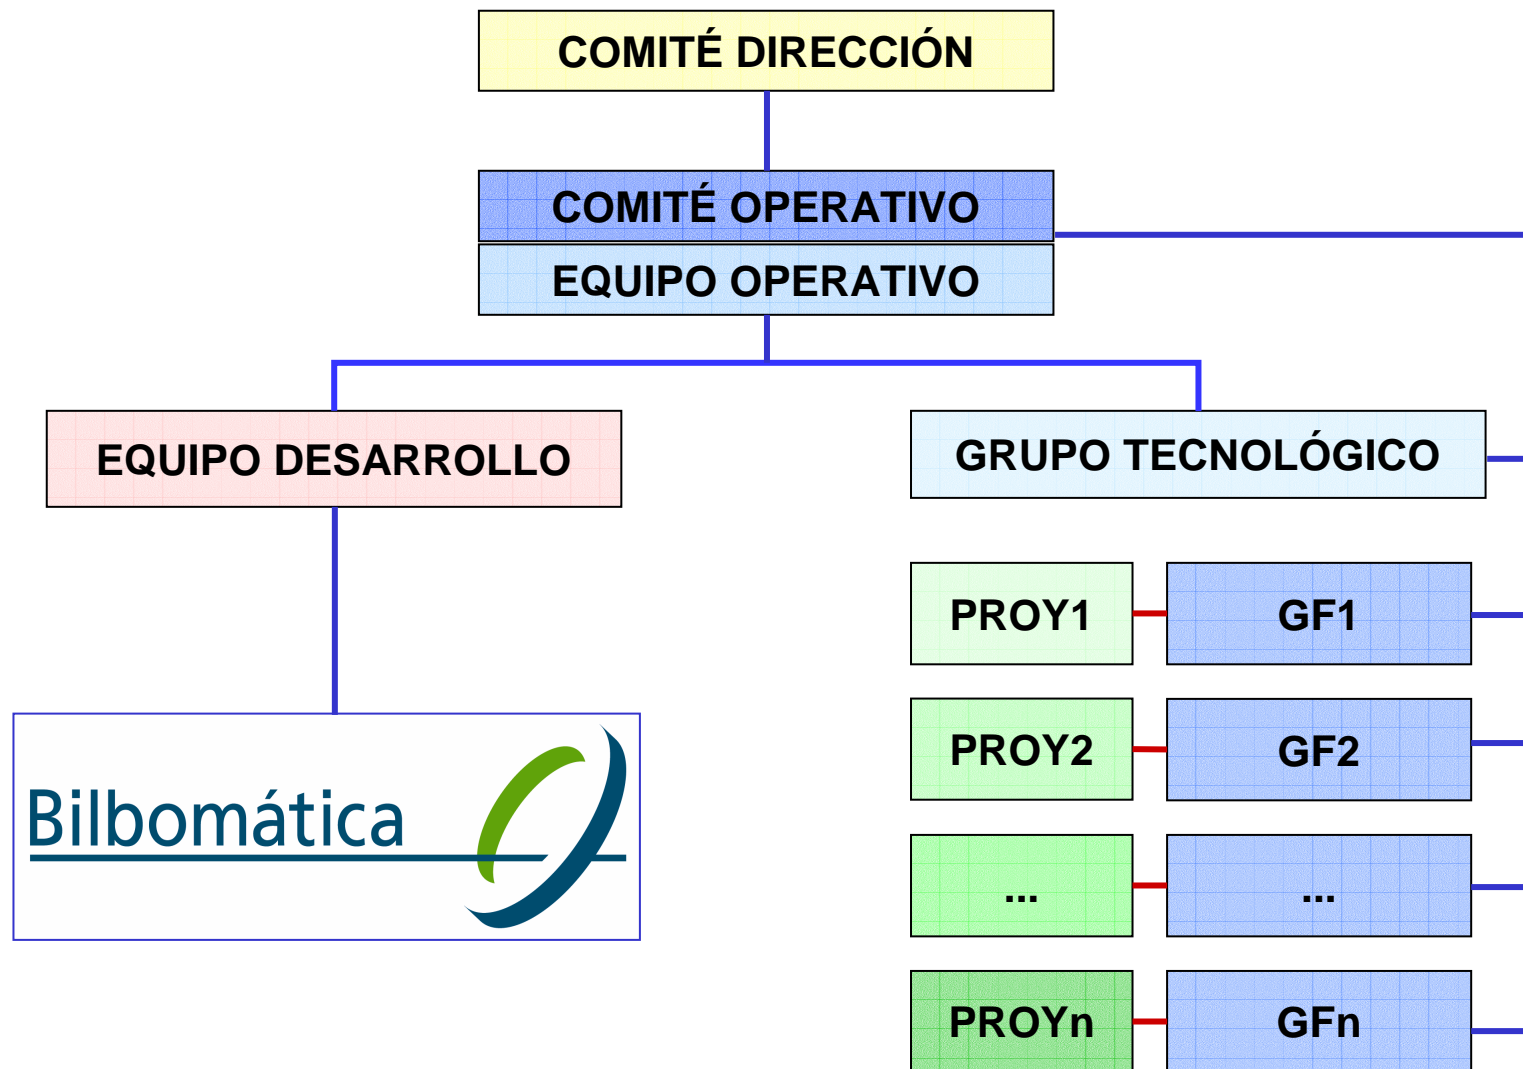 COMITÉ DIRECCIÓN
COMITÉ OPERATIVO
EQUIPO OPERATIVO
EQUIPO DESARROLLO
GRUPO TECNOLÓGICO
PROY1
GF1
PROY2
GF2
Bilbomática
...
...
PROYn
GFn